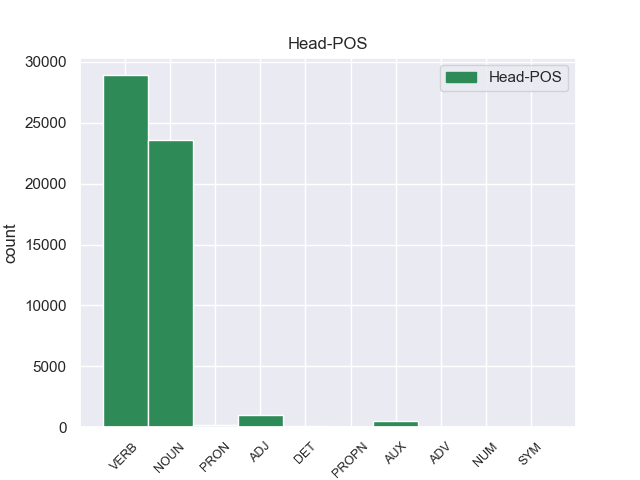 Head-POS
Head-POS
30000
25000
20000
15000
10000
5000
0
count
VERB
NOUN
PRON
ADJ
DET
PROPN
AUX
ADV
NUM
SYM